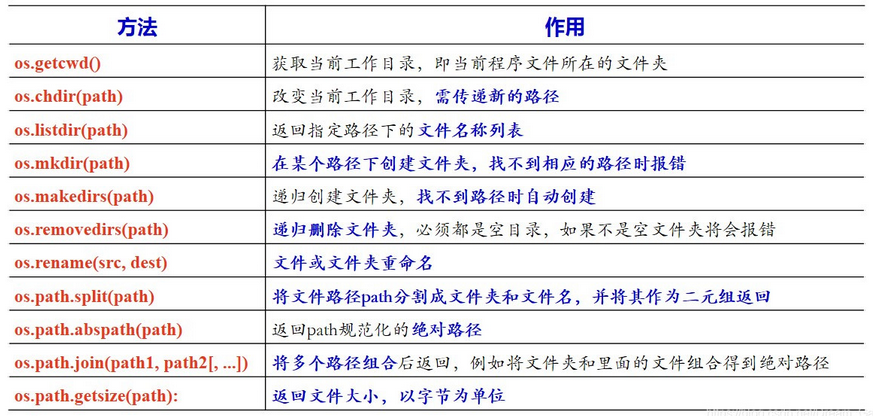 方法 作用
os.getcwd() 获取当前工作目录，即当前程序文件所在的文件夹
os.chdir(path) 改变当前工作目录，需传递新的路径
os.listdir(path) 返回指定路径下的文件名称列表
os.mkdir(path) 在某个路径下创建文件夹，找不到相应的路径时报错
os.makedirs(path) 递归创建文件夹，找不到路径时自动创建
os.removedirs(path) 递归删除文件夹，必须都是空目录，如果不是空文件夹将会报错
os.rename(src, dest) 文件或文件夹重命名
os.path.split(path) 将文件路径path分割成文件夹和文件名，并将其作为二元组返回
os.path.abspath(path) 返回path规范化的绝对路径
os.path.join(path1, path2[, ...]) 将多个路径组合后返回，例如将文件夹和里面的文件组合得到绝对路径
os.path.getsize(path): 返回文件大小，以字节为单位